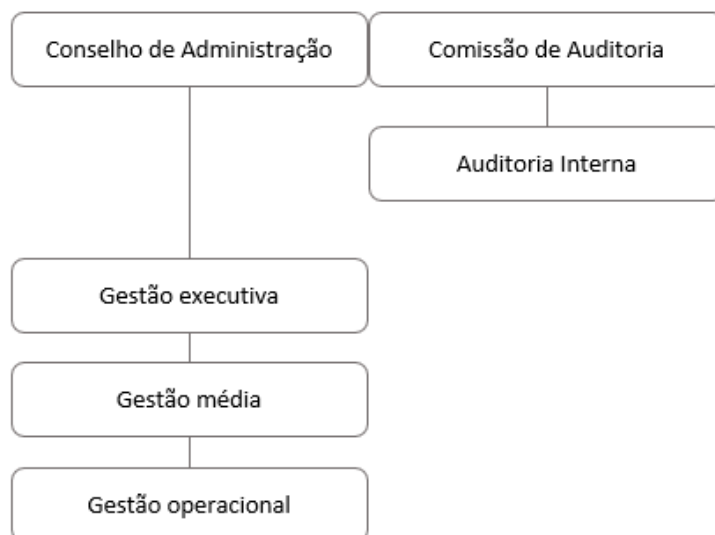 Conselho de Administração
Comissão de Auditoria
Auditoria Interna
Gestão executiva
Gestão média
Gestão operacional